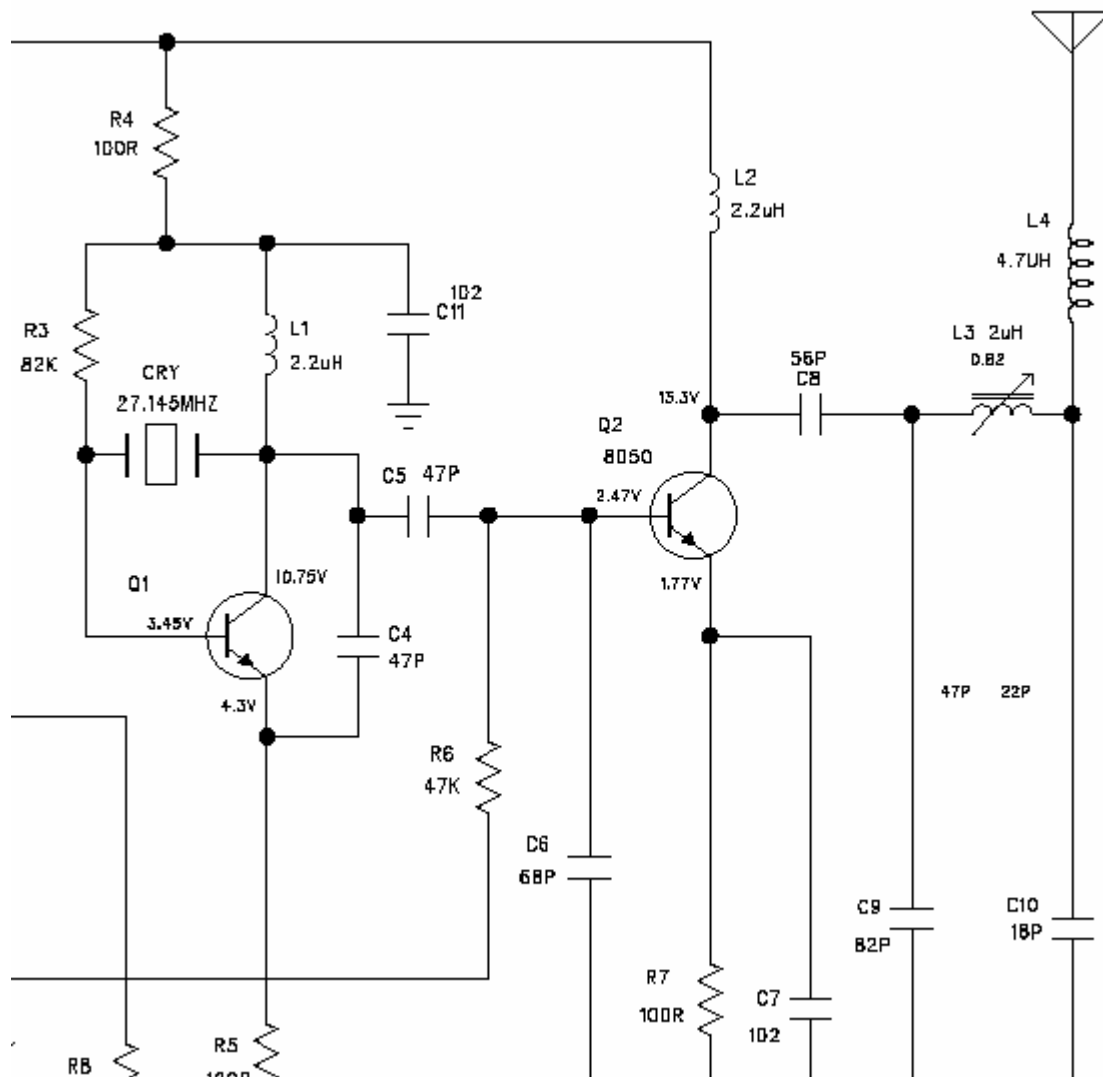 R4
100R
L2
2.2uH
L4
4.7UH
102
C11
R3
82K
L1
2.2uH
L3 2uH
0.82
CRY
27.145MHZ
56P
C8
13.3V
Q2
8050
C5 47P
2.47V
Q1
10.75V
3.45V
1.77V
C4
47P
4.3V
47P 22P
R6
47K
C6
68P
C9
82P
C10
18P
R7
100R
C7
102
R5
R8